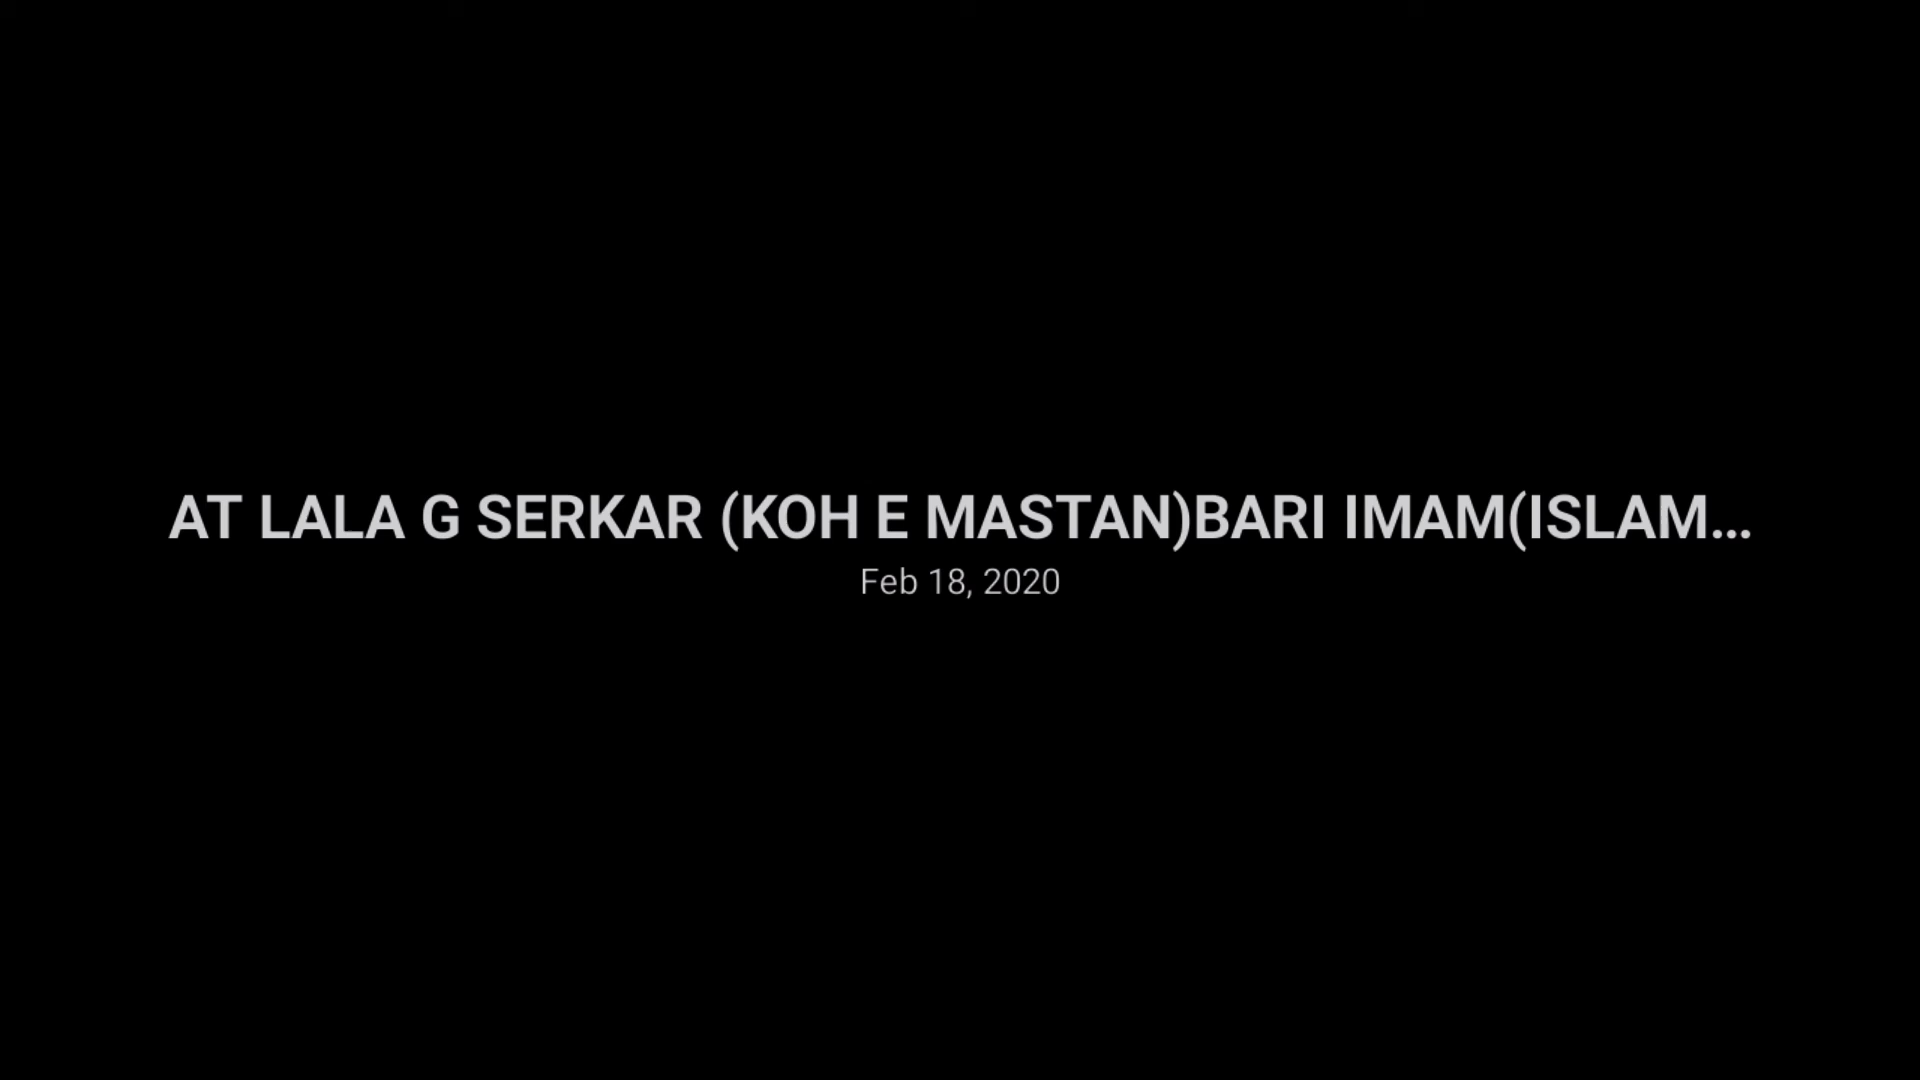 AT LALA G SERKAR (KOH E MASTAN)BARI IMAM(ISLAM...
Feb 18, 2020